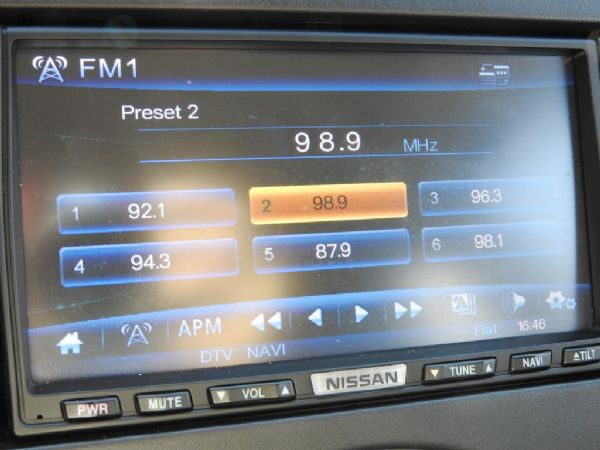 FM1
Preset 2
98.9 MHz
1 92.1 2 98.9 3 96.3
4 94.3 5 87.9 6 98.1
APM
DTV NAVI Flat 16:46
PWR MUTE VOL NISSAN TUNE NAVI TILT